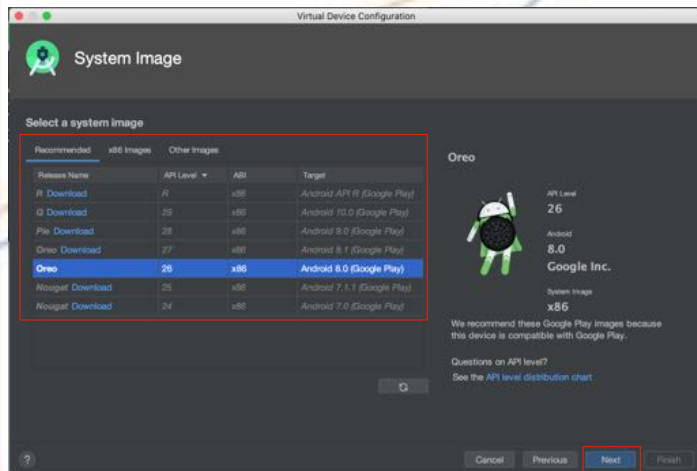 Virtual Device Configuration
System Image
Select a system image
Recommended x86 Images Other Images
Release Name API Level ABI Target
R Download R x86 Android API R (Google Play)
Q Download 29 x86 Android 10.0 (Google Play)
Pie Download 28 x86 Android 9.0 (Google Play)
Oreo Download 27 x86 Android 8.1 (Google Play)
Oreo 26 x86 Android 8.0 (Google Play)
Nougat Download 25 x86 Android 7.1.1 (Google Play)
Nougat Download 24 x86 Android 7.0 (Google Play)
Oreo
API Level
26
Android
8.0
Google Inc.
System Image
x86
We recommend these Google Play images because
this device is compatible with Google Play.
Questions on API level?
See the API level distribution chart
? Cancel Previous Next Finish